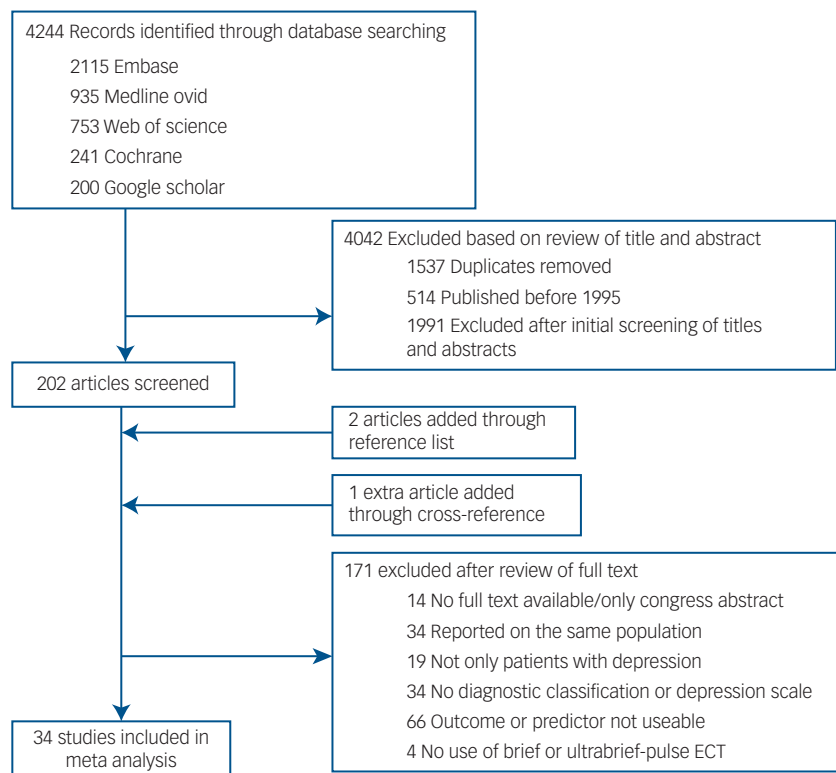 4244 Records identified through database searching
2115 Embase
935 Medline ovid
753 Web of science
241 Cochrane
200 Google scholar
4042 Excluded based on review of title and abstract
1537 Duplicates removed
514 Published before 1995
1991 Excluded after initial screening of titles
and abstracts
202 articles screened
2 articles added through
reference list
1 extra article added
through cross-reference
171 excluded after review of full text
14 No full text available/only congress abstract
34 Reported on the same population
19 Not only patients with depression
34 No diagnostic classification or depression scale
66 Outcome or predictor not useable
4 No use of brief or ultrabrief-pulse ECT
34 studies included in
meta analysis